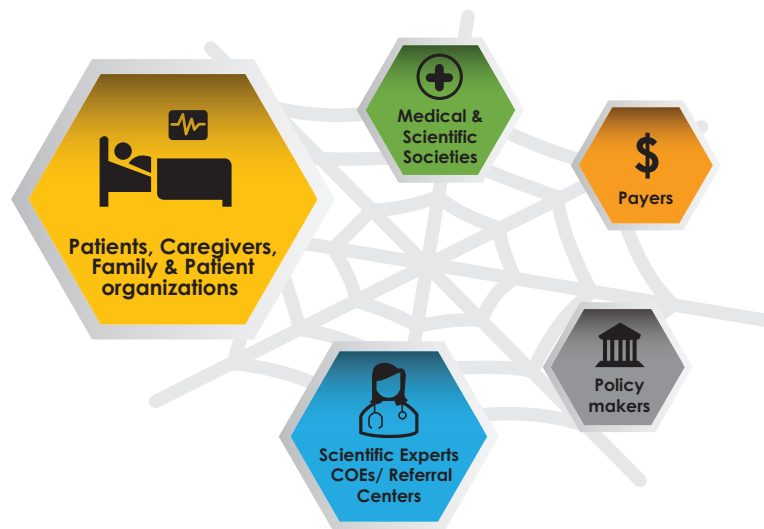 Patients, Caregivers,
Family & Patient
organizations
Medical &
Scientific
Societies
$
Payers
Scientific Experts
COEs/ Referral
Centers
Policy
makers